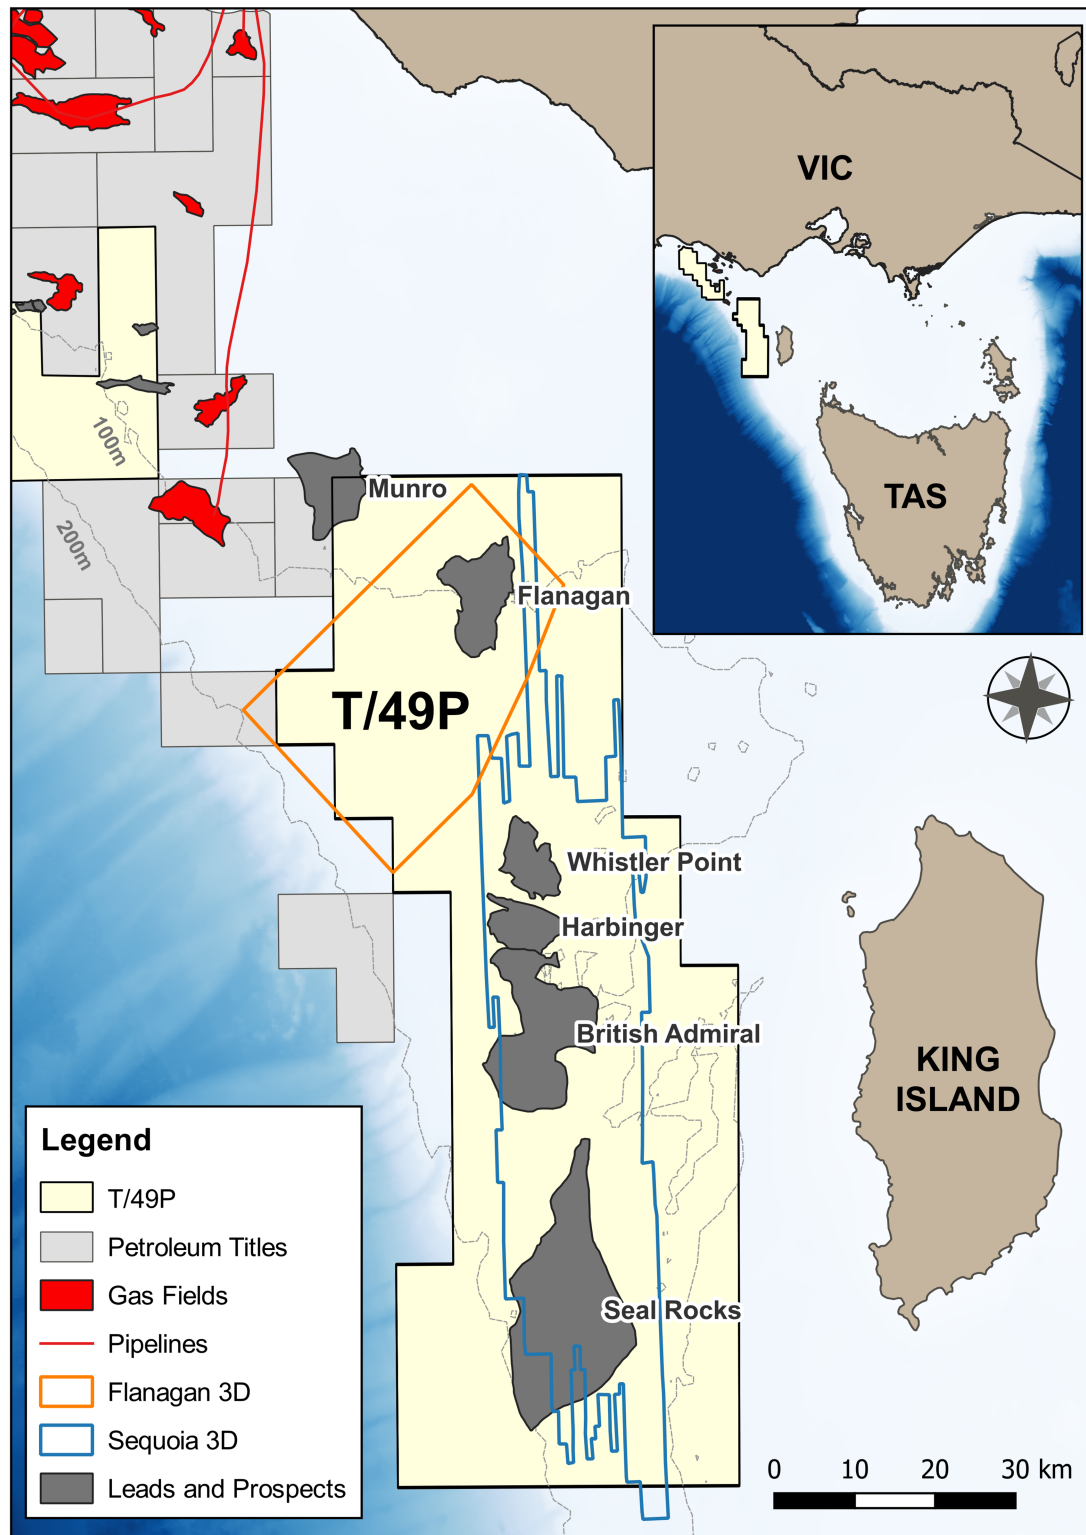 VIC
TAS
100m
200m
Munro
Flanagan
T/49P
Whistler Point
Harbinger
British Admiral
KING
ISLAND
Seal Rocks
Legend
T/49P
Petroleum Titles
Gas Fields
Pipelines
Flanagan 3D
Sequoia 3D
Leads and Prospects
0 10 20 30 km